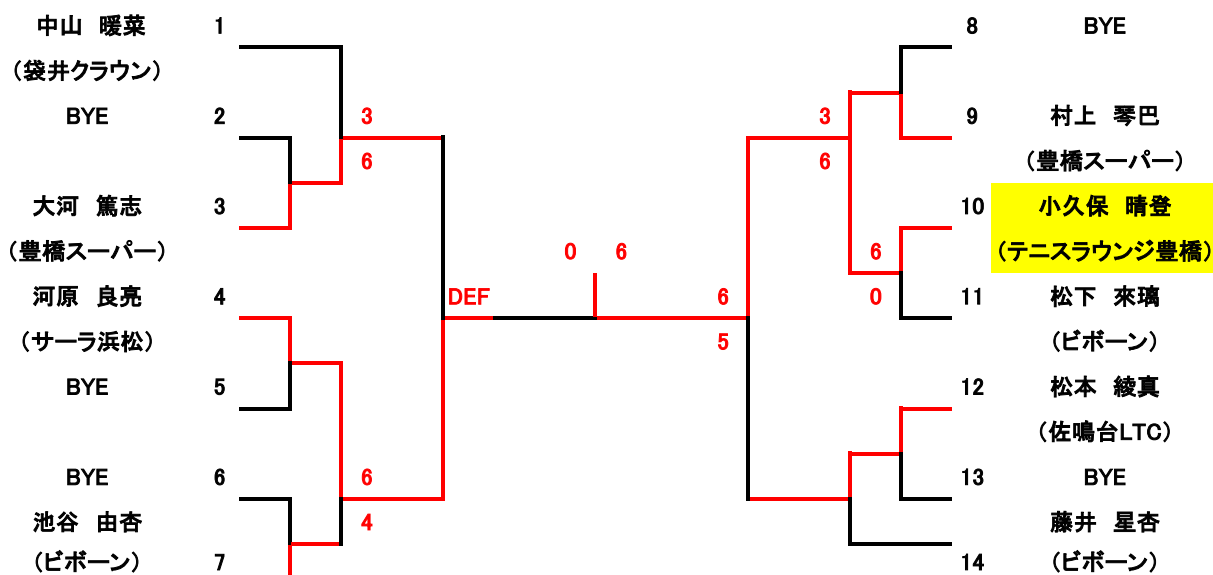 中山　暖菜 1
（袋井クラウン）
BYE 2
3
6
大河　篤志 3
（豊橋スーパー）
河原　良亮 4
（サーラ浜松）
BYE 5
BYE 6
池谷　由杏
（ビボーン） 7
6
4
DEF
0 6
8 BYE
9 村上　琴巴
（豊橋スーパー）
3
6
10 小久保　晴登
（テニスラウンジ豊橋）
6
0
11 松下　來璃
（ビボーン）
6
5
12 松本　綾真
（佐鳴台LTC）
13 BYE
藤井　星杏
14 （ビボーン）